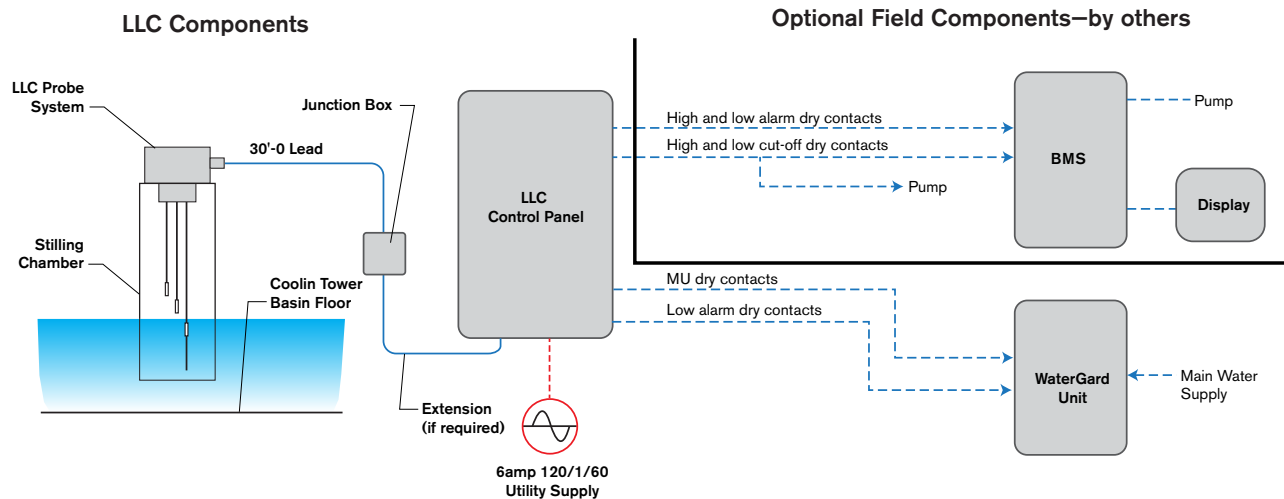 LLC Components
Optional Field Components—by others
LLC Probe
System
Junction Box
30'-0 Lead
Stilling
Chamber
Coolin Tower
Basin Floor
Extension
(if required)
LLC
Control Panel
6amp 120/1/60
Utility Supply
High and low alarm dry contacts
High and low cut-off dry contacts
Pump
BMS
Pump
Display
MU dry contacts
Low alarm dry contacts
WaterGard
Unit
Main Water
Supply